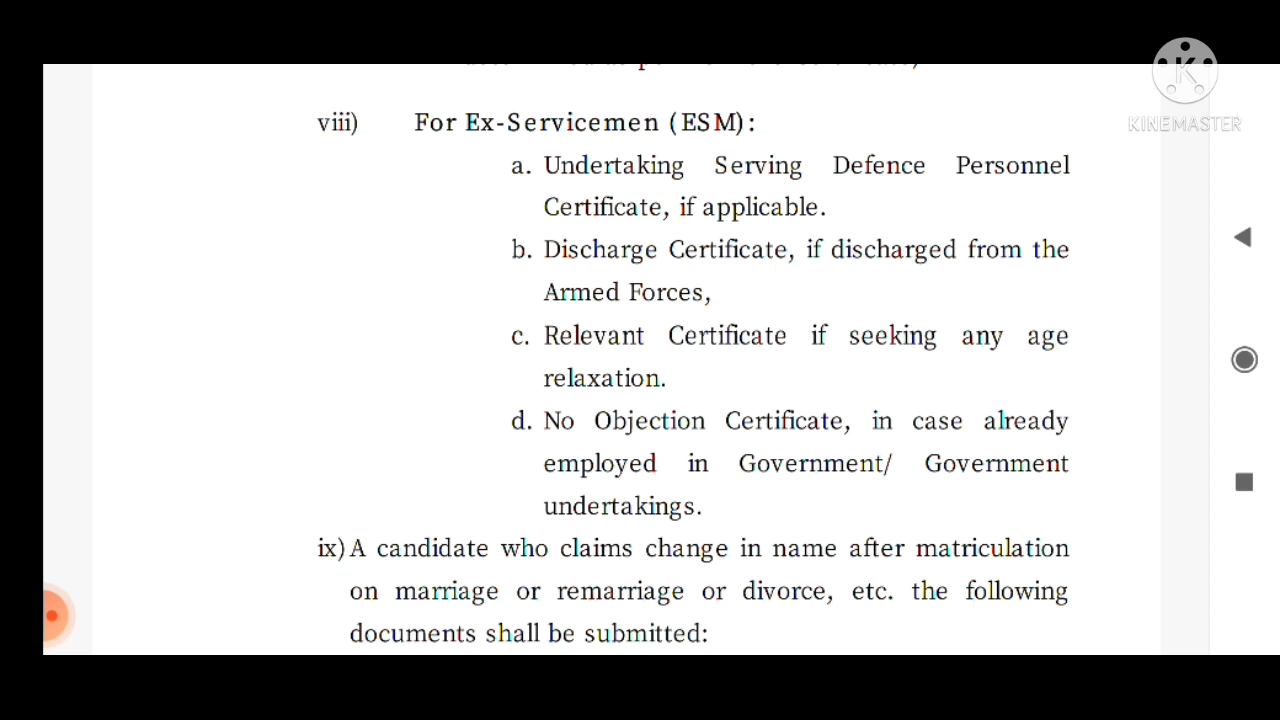 KINEMASTER
viii) For Ex-Servicemen (ESM):
a. Undertaking Serving Defence Personnel
Certificate, if applicable.
b. Discharge Certificate, if discharged from the
Armed Forces,
c. Relevant Certificate if seeking any age
relaxation.
d. No Objection Certificate, in case already
employed in Government/ Government
undertakings.
ix) A candidate who claims change in name after matriculation
on marriage or remarriage or divorce, etc. the following
documents shall be submitted: